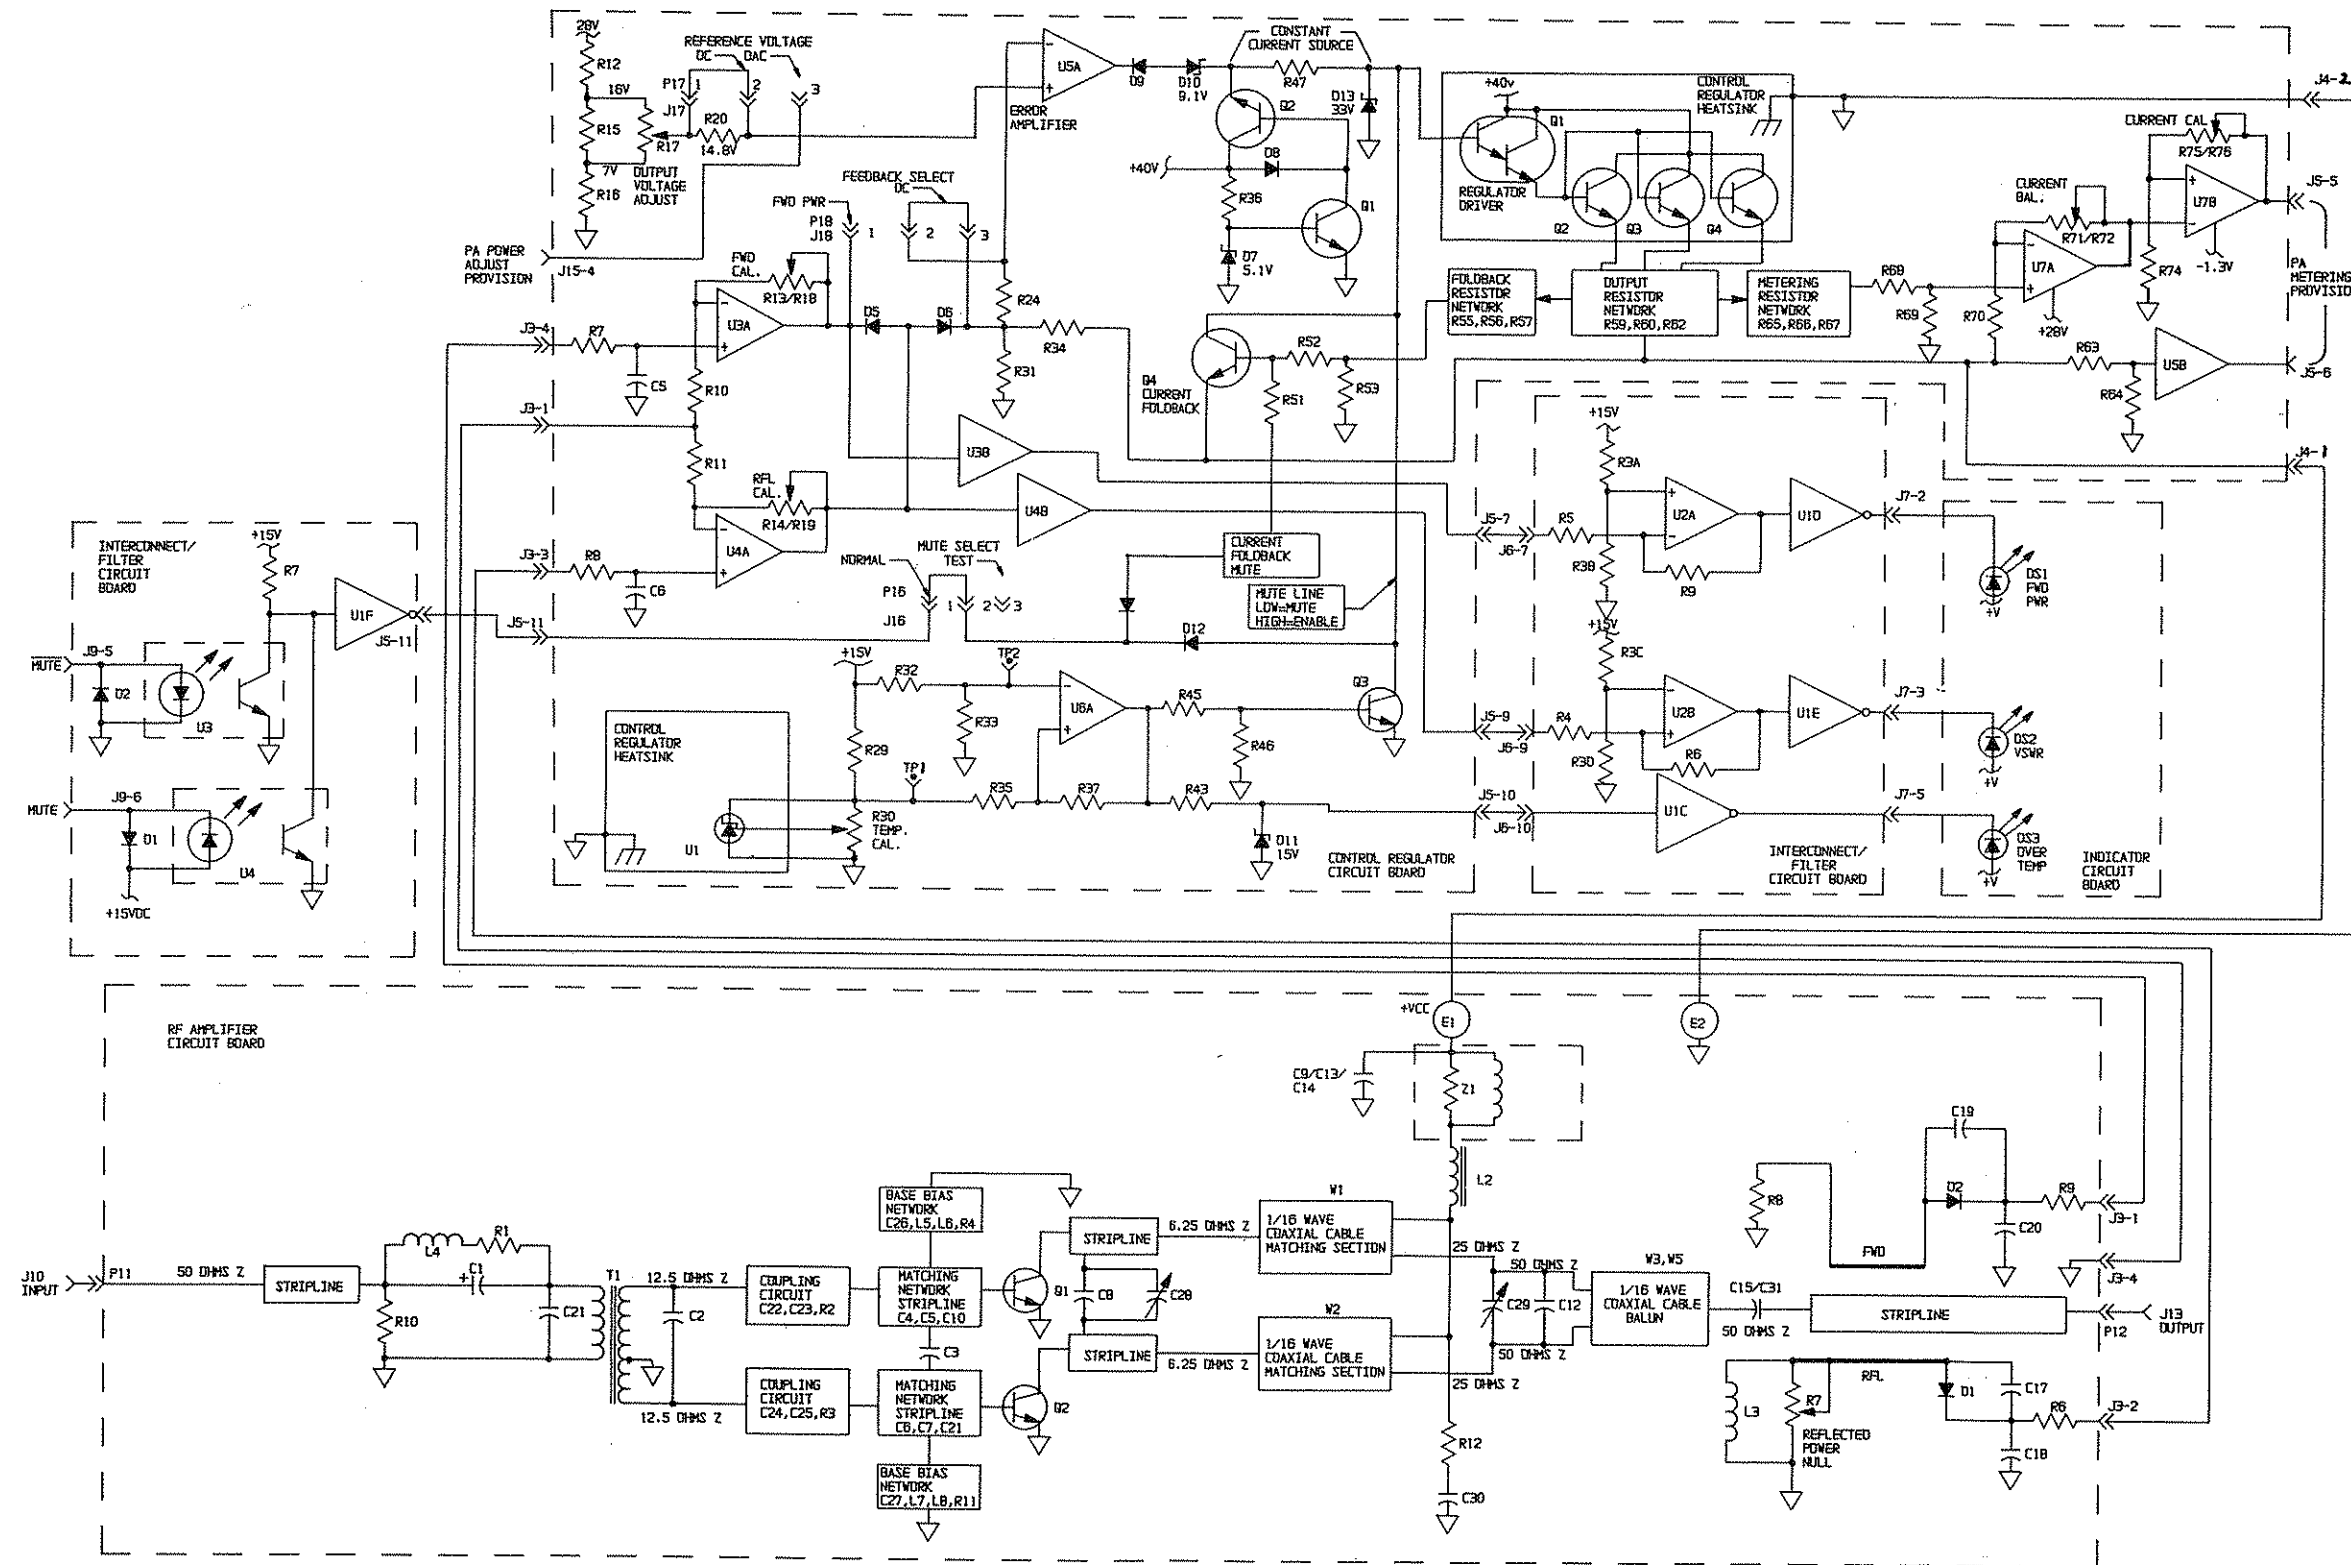 28V
R12
16V
R15
R17
7V
R16
OUTPUT
VOLTAGE
ADJUST
REFERENCE VOLTAGE
DC
DAC
P17
1
2
3
J17
R20
14.8V
PA POWER
ADJUST
PROVISION
J15-4
U5A
-
+
ERROR
AMPLIFIER
D9
D10
9.1V
CONSTANT
CURRENT SOURCE
R47
Q2
D13
33V
+40V
D8
R36
Q1
D7
5.1V
+40v
CONTROL
REGULATOR
HEATSINK
Q1
REGULATOR
DRIVER
Q2
Q3
Q4
J4-2
CURRENT CAL
R75/R76
+
U7B
-
-1.3V
J5-5
CURRENT
BAL.
R71/R72
-
U7A
+
+28V
R74
PA
METERING
PROVISION
FEEDBACK SELECT
DC
FWD PWR
P18
J18
1
2
3
FWD
CAL.
R13/R18
-
U3A
+
D5
D6
R24
R34
R31
FOLDBACK
RESISTOR
NETWORK
R55,R56,R57
OUTPUT
RESISTOR
NETWORK
R59,R60,R62
METERING
RESISTOR
NETWORK
R65,R66,R67
R69
R69
R70
R63
R64
U5B
J5-6
J3-4
R7
C5
R10
J3-1
R11
Q4
CURRENT
FOLDBACK
R52
R51
R53
U3B
RFL
CAL.
R14/R19
-
U4A
+
U4B
J3-3
R8
C6
+15V
R3A
+
U2A
-
U1D
J7-2
J4-1
J5-7
J6-7
R5
R3B
R9
DS1
FWD
PWR
+V
INTERCONNECT/
FILTER
CIRCUIT
BOARD
+15V
R7
U1F
J5-11
J5-11
MUTE
J9-5
D2
U3
MUTE
J9-6
D1
U4
+15VDC
NORMAL
MUTE SELECT
TEST
P16
J16
1
2
3
CURRENT
FOLDBACK
MUTE
MUTE LINE
LOW=MUTE
HIGH=ENABLE
D12
+15V
R32
TP2
R33
-
U6A
+
R45
R46
Q3
R29
TP1
R35
R37
R43
D11
15V
CONTROL
REGULATOR
HEATSINK
U1
R30
TEMP.
CAL.
CONTROL REGULATOR
CIRCUIT BOARD
+15V
R3C
-
U2B
+
U1E
J7-3
J5-9
J6-9
R4
R3D
R6
DS2
VSWR
+V
J5-10
J6-10
U1C
J7-5
DS3
OVER
TEMP
+V
INTERCONNECT/
FILTER
CIRCUIT BOARD
INDICATOR
CIRCUIT
BOARD
RF AMPLIFIER
CIRCUIT BOARD
+VCC
E1
E2
C9/C13/
C14
Z1
L2
J10
INPUT
P11
50 OHMS Z
STRIPLINE
L4
R1
+
C1
R10
C21
T1
12.5 OHMS Z
C2
12.5 OHMS Z
COUPLING
CIRCUIT
C22,C23,R2
COUPLING
CIRCUIT
C24,C25,R3
BASE BIAS
NETWORK
C26,L5,L6,R4
MATCHING
NETWORK
STRIPLINE
C4,C5,C10
C3
MATCHING
NETWORK
STRIPLINE
C6,C7,C21
BASE BIAS
NETWORK
C27,L7,L8,R11
Q1
Q2
STRIPLINE
C8
C28
STRIPLINE
6.25 OHMS Z
6.25 OHMS Z
W1
1/16 WAVE
COAXIAL CABLE
MATCHING SECTION
W2
1/16 WAVE
COAXIAL CABLE
MATCHING SECTION
25 OHMS Z
25 OHMS Z
R12
C30
50 OHMS Z
C29
C12
50 OHMS Z
W3,W5
1/16 WAVE
COAXIAL CABLE
BALUN
C15/C31
50 OHMS Z
STRIPLINE
P12
J13
OUTPUT
R8
FWD
C19
D2
R9
C20
J3-1
J3-4
RFL
L3
R7
REFLECTED
POWER
NULL
D1
C17
R6
C18
J3-2